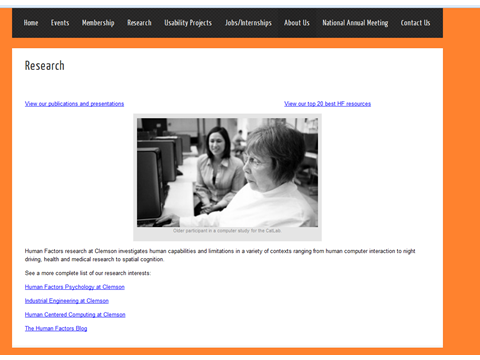 Home Events Membership Research Usability Projects Jobs/Internships About Us National Annual Meeting Contact Us
Research
View our publications and presentations View our top 20 best HF resources
Older participant in a computer study for the CatLab
Human Factors research at Clemson investigates human capabilities and limitations in a variety of contexts ranging from human computer interaction to night
driving, health and medical research to spatial cognition.
See a more complete list of our research interests:
Human Factors Psychology at Clemson
Industrial Engineering at Clemson
Human Centered Computing at Clemson
The Human Factors Blog